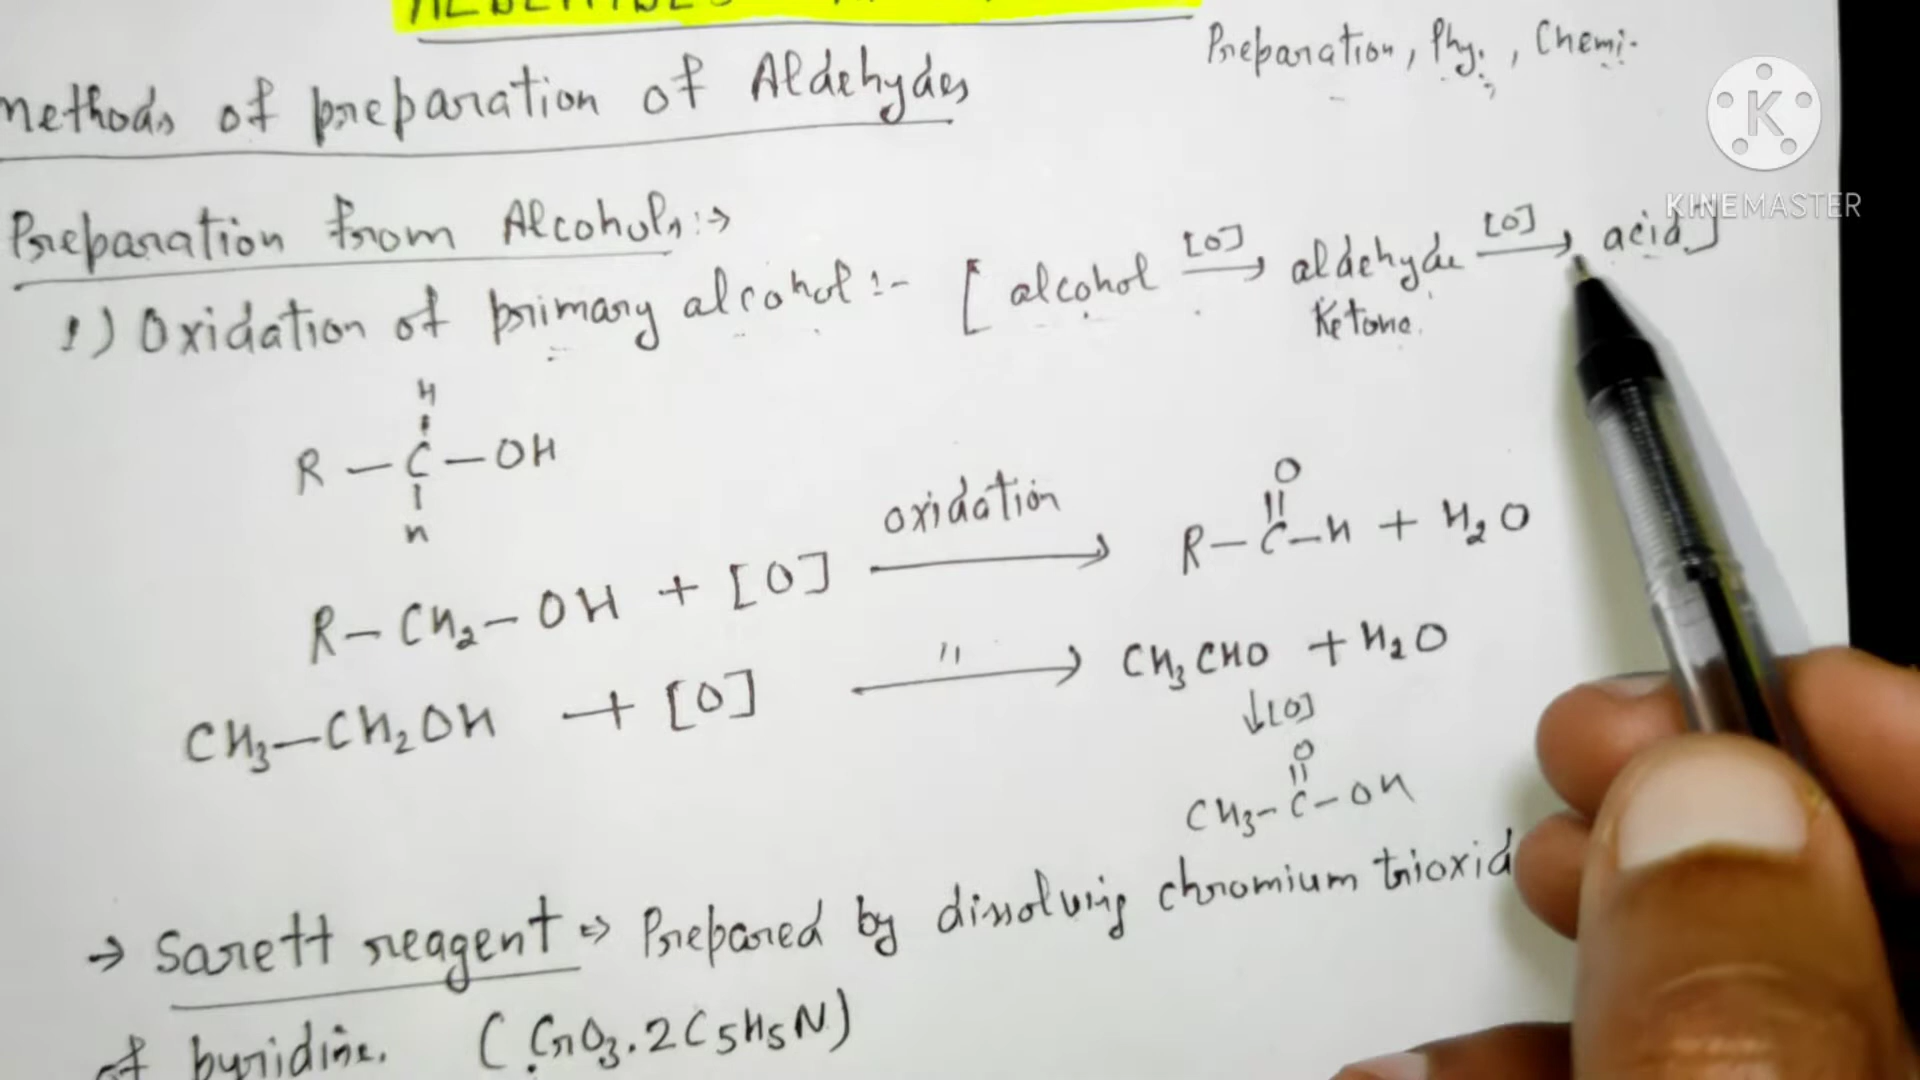 Preparation, Phy., Chemi.
methods of preparation of Aldehydes
KINEMASTER
Preparation from Alcohols:→
1) Oxidation of primary alcohol :- [ alcohol [O]→ aldehyde [O]→ acid]
Ketone.
H
R - C - OH
H
oxidation
O
R - CH₂ - OH + [O] → R - C - H + H₂O
CH₃ - CH₂OH + [O] " → CH₃CHO + H₂O
↓[O]
O
CH₃ - C - OH
→ Sarett reagent ⇒ Prepared by dissolving chromium trioxid
of pyridine. (CrO₃.2C₅H₅N)